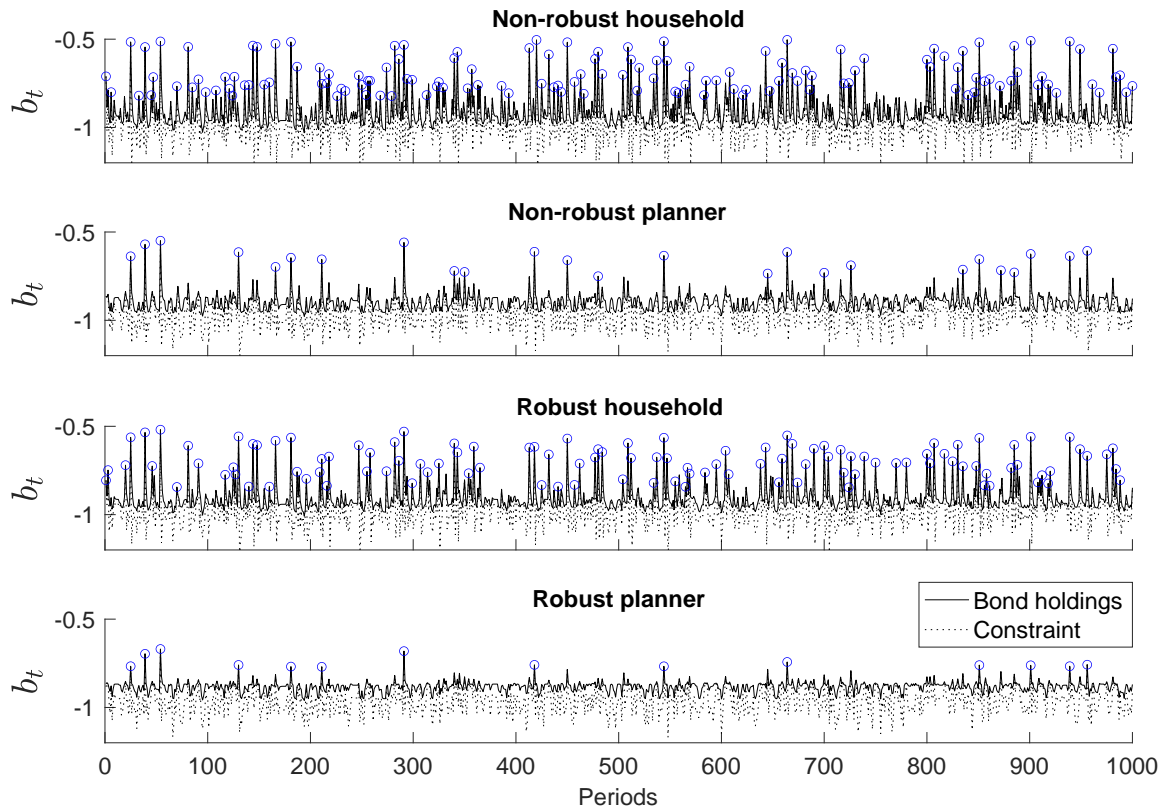 Non-robust household
-0.5
-1
b_t
Non-robust planner
-0.5
-1
b_t
Robust household
-0.5
-1
b_t
Robust planner
-0.5
-1
b_t
Bond holdings
Constraint
0 100 200 300 400 500 600 700 800 900 1000
Periods